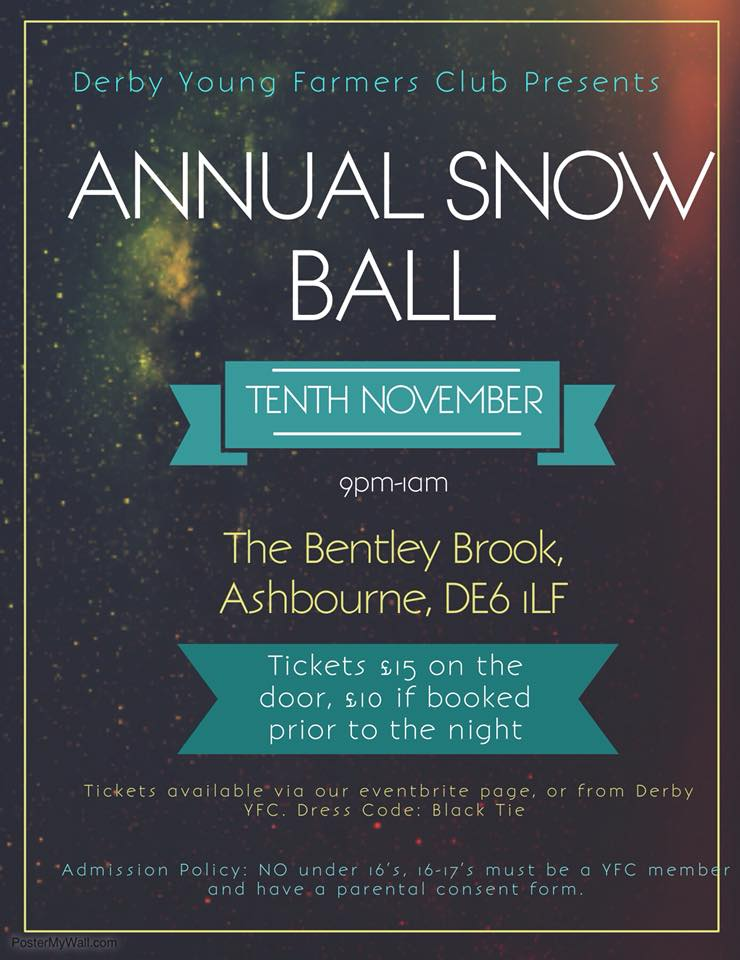 Derby Young Farmers Club Presents
ANNUAL SNOW
BALL
TENTH NOVEMBER
9pm-1am
The Bentley Brook,
Ashbourne, DE6 1LF
Tickets £15 on the
door, £10 if booked
prior to the night
Tickets available via our eventbrite page, or from Derby
YFC. Dress Code: Black Tie
Admission Policy: NO under 16's, 16-17's must be a YFC member
and have a parental consent form.
PosterMyWall.com